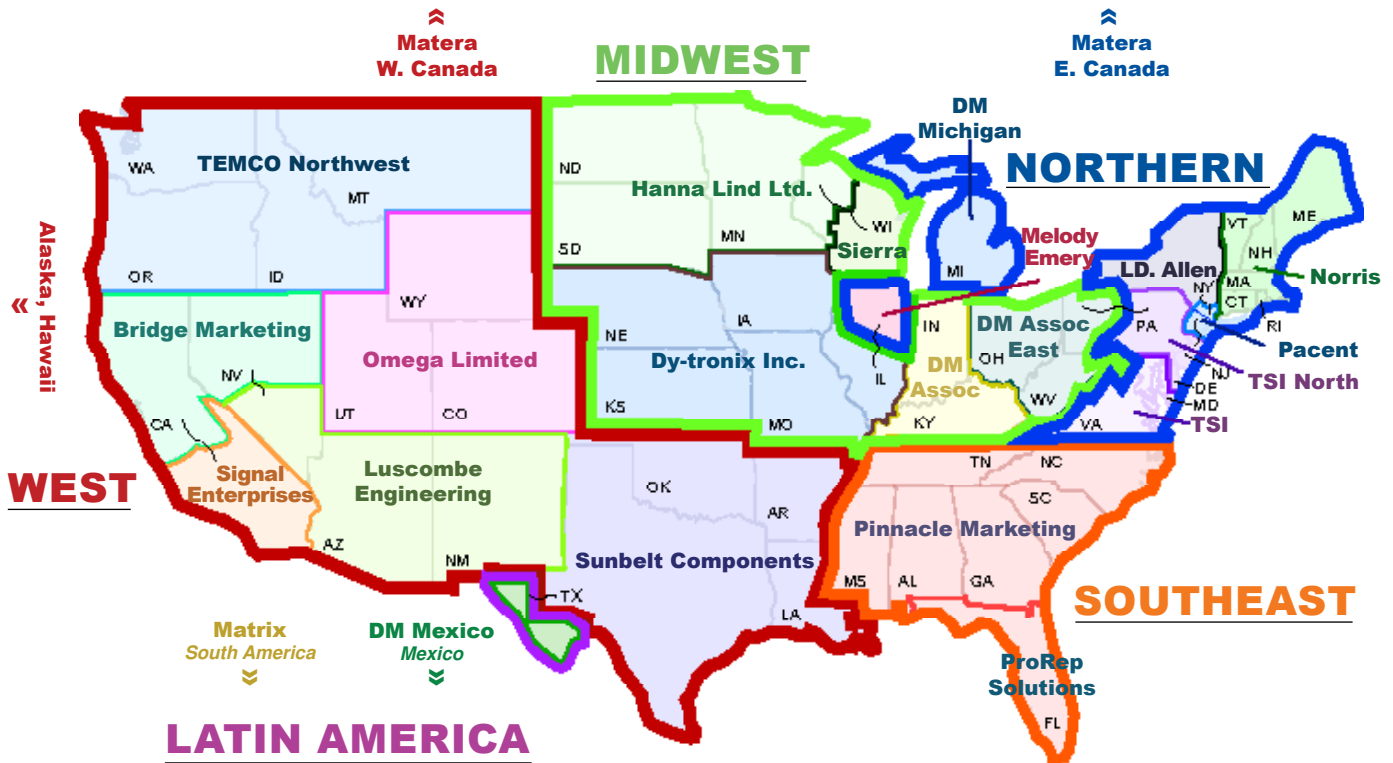 Matera
W. Canada
MIDWEST
Matera
E. Canada
DM
Michigan
NORTHERN
WA
TEMCO Northwest
MT
OR
ID
ND
Hanna Lind Ltd.
SD
MN
WI
Sierra
MI
Melody
Emery
LD. Allen
NY
VT
ME
NH
MA
CT
RI
Norris
« Alaska, Hawaii
Bridge Marketing
NV
CA
WY
Omega Limited
UT
CO
NE
IA
Dy-tronix Inc.
KS
MO
IL
IN
DM
Assoc
KY
DM Assoc
East
OH
WV
PA
Pacent
NJ
TSI North
DE
MD
TSI
VA
WEST
Signal
Enterprises
Luscombe
Engineering
AZ
NM
OK
AR
Sunbelt Components
TX
LA
TN
NC
SC
Pinnacle Marketing
MS
AL
GA
SOUTHEAST
ProRep
Solutions
FL
Matrix
South America
DM Mexico
Mexico
LATIN AMERICA